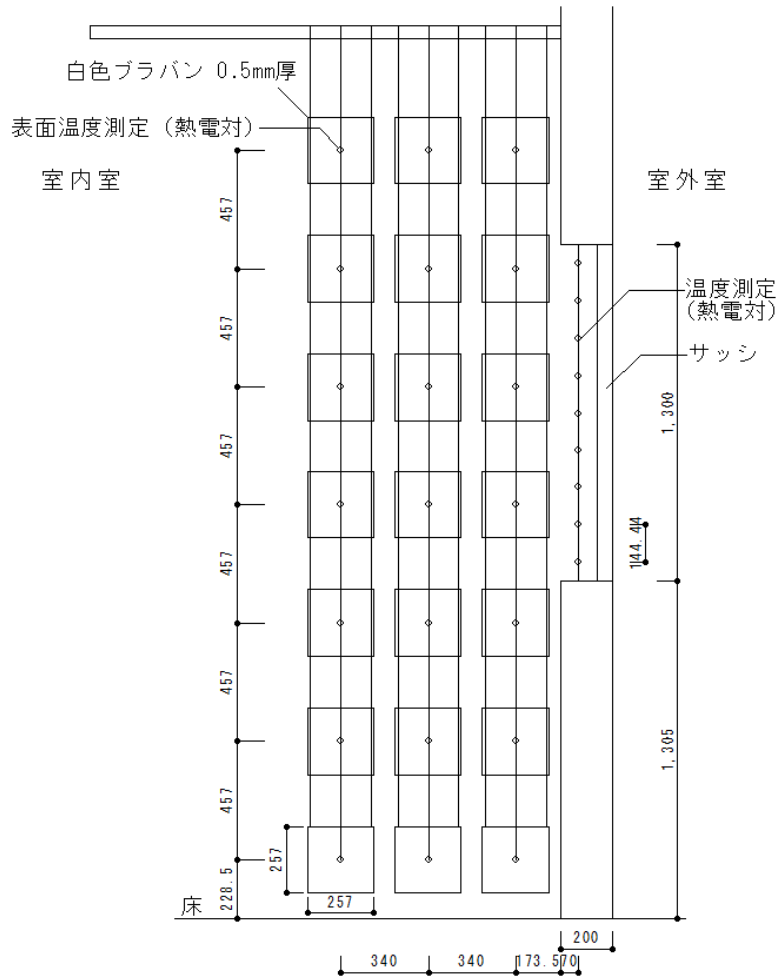 白色プラバン 0.5mm厚
表面温度測定 (熱電対)
室内室
室外室
温度測定
(熱電対)
サッシ
457
457
457
457
457
457
228.5
257
257
床
1,300
144.44
1,305
200
340
340
173.5
70